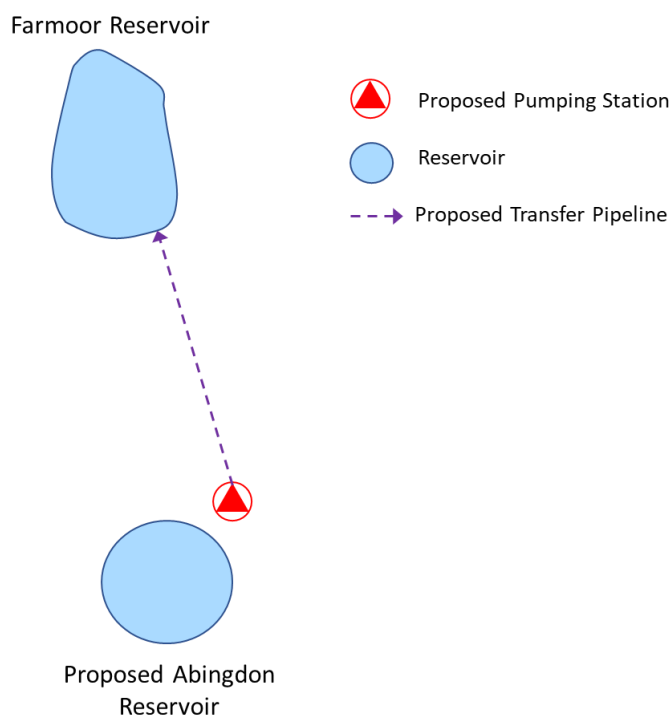 Farmoor Reservoir
Proposed Pumping Station
Reservoir
Proposed Transfer Pipeline
Proposed Abingdon
Reservoir